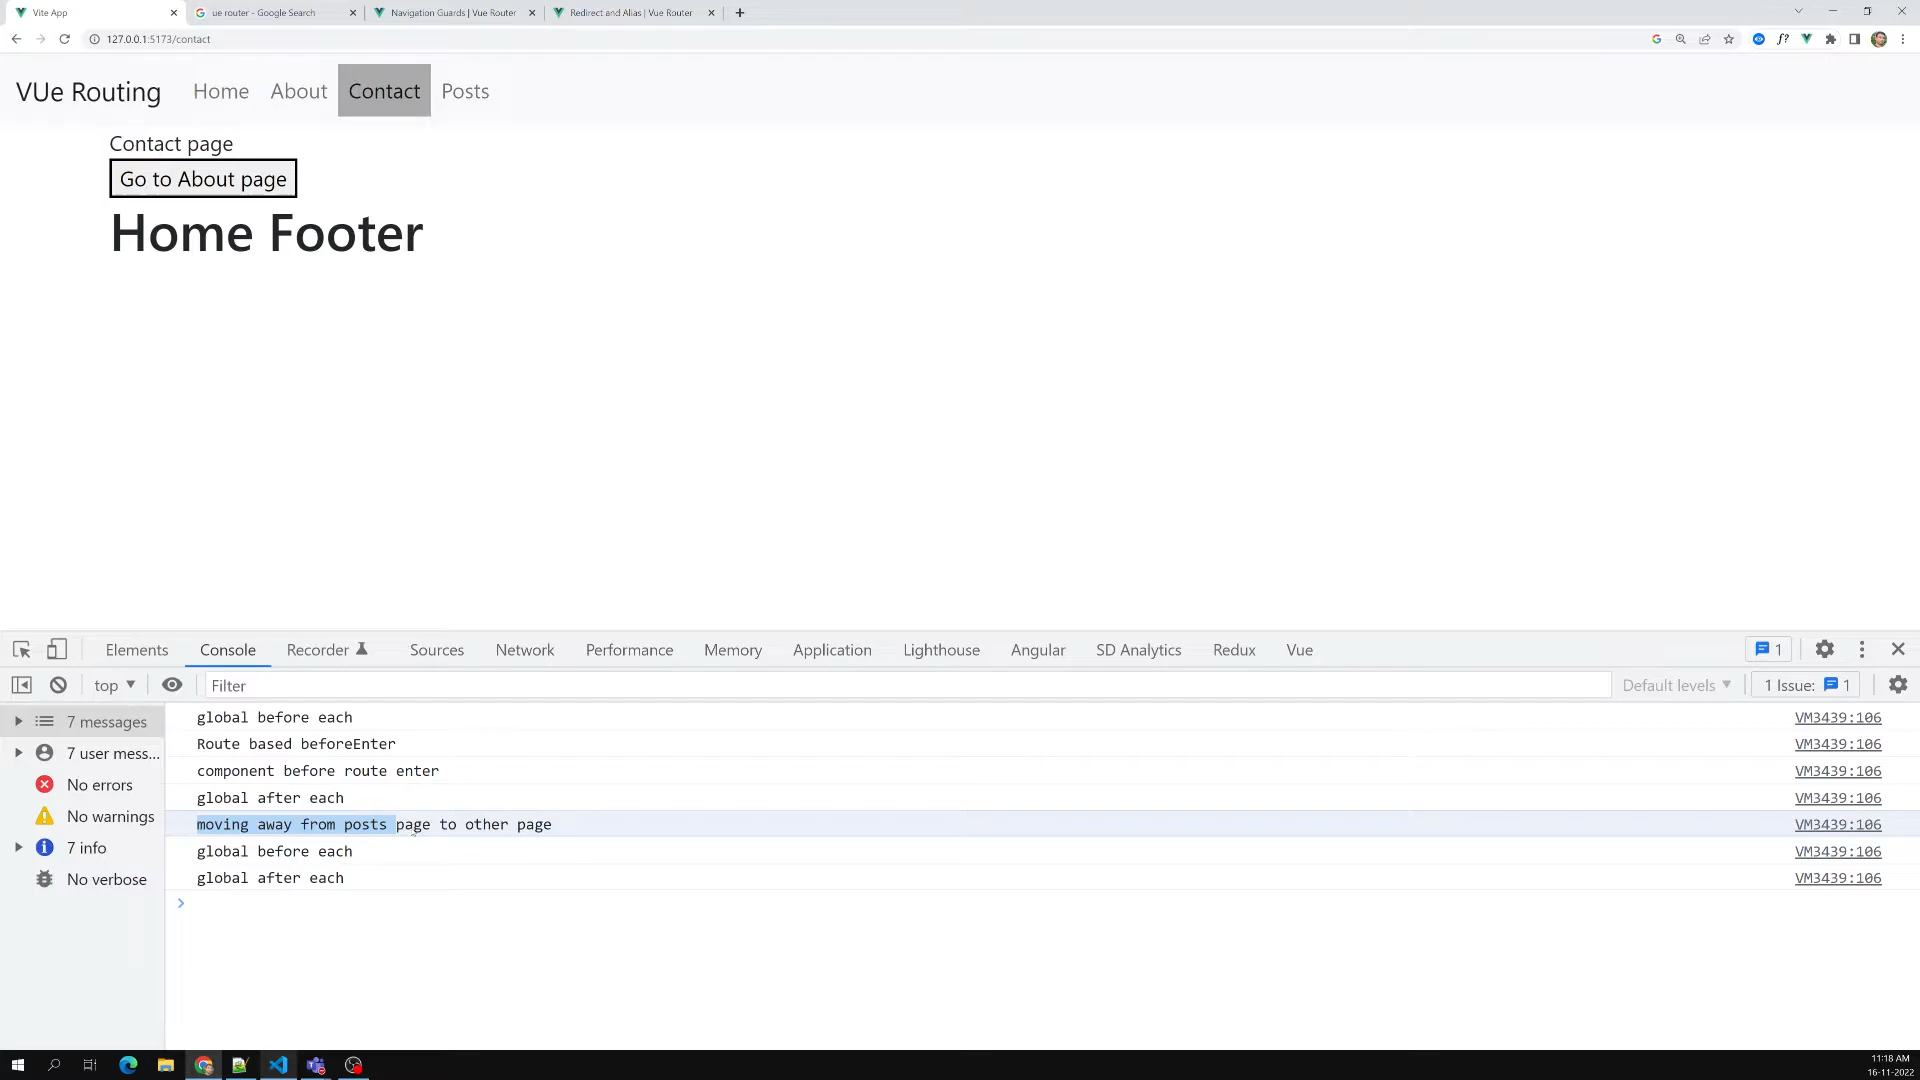 Vite App
ue router - Google Search
Navigation Guards | Vue Router
Redirect and Alias | Vue Router
127.0.0.1:5173/contact
f?
VUe Routing
Home
About
Contact
Posts
Contact page
Go to About page
Home Footer
Elements
Console
Recorder
Sources
Network
Performance
Memory
Application
Lighthouse
Angular
SD Analytics
Redux
Vue
1
top
Filter
Default levels
1 Issue: 1
7 messages
7 user mess...
No errors
No warnings
7 info
No verbose
global before each VM3439:106
Route based beforeEnter VM3439:106
component before route enter VM3439:106
global after each VM3439:106
moving away from posts page to other page VM3439:106
global before each VM3439:106
global after each VM3439:106
11:18 AM
16-11-2022